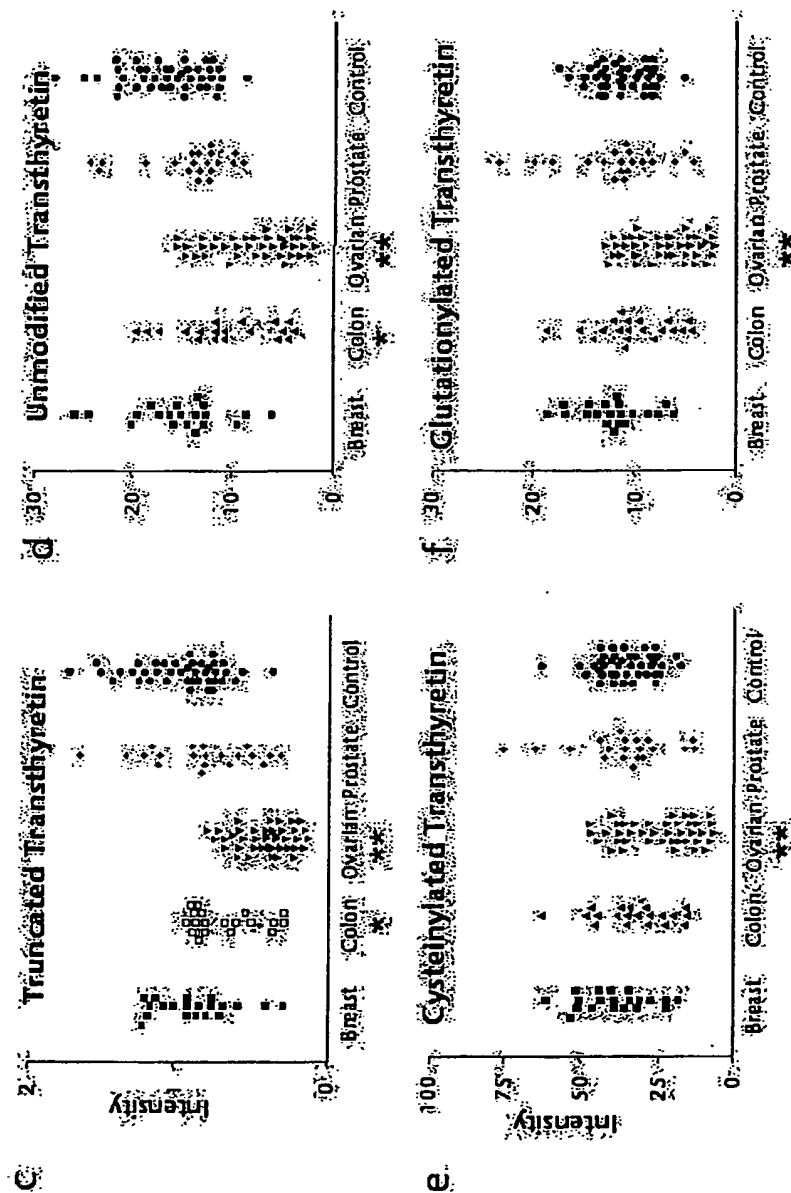 c
Truncated Transthyretin
Intensity
2
0
Breast Colon Ovarian Prostate Control
* **
d
Unmodified Transthyretin
30
20
10
0
Breast Colon Ovarian Prostate Control
* **
e
Cysteinylated Transthyretin
Intensity
100
75
50
25
0
Breast Colon Ovarian Prostate Control
**
f
Glutationylated Transthyretin
30
20
10
0
Breast Colon Ovarian Prostate Control
**